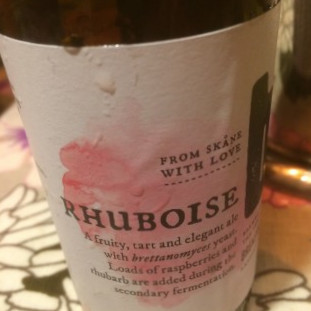 FROM SKÅNE
WITH LOVE
RHUBOISE
A fruity, tart and elegant ale
with brettanomyces yeast.
Loads of raspberries and
rhubarb are added during the
secondary fermentation.